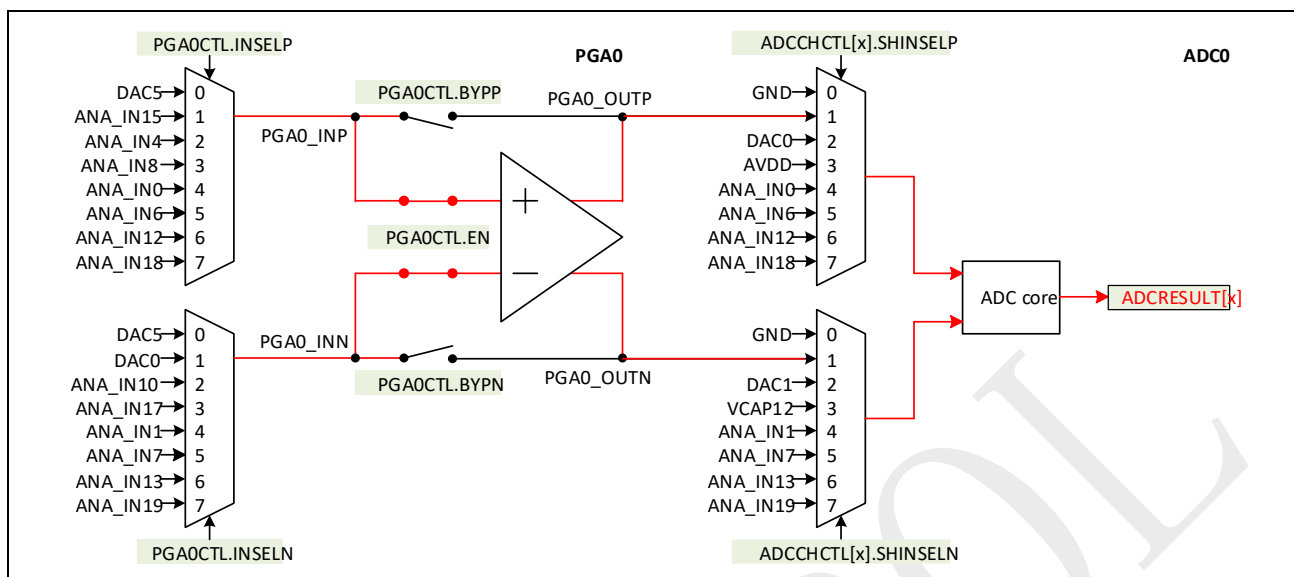 PGA0CTL.INSELP
PGA0
ADCCHCTL[x].SHINSELP
ADC0
DAC5 0
ANA_IN15 1
ANA_IN4 2
ANA_IN8 3
ANA_IN0 4
ANA_IN6 5
ANA_IN12 6
ANA_IN18 7
PGA0_INP
PGA0CTL.BYPP
PGA0_OUTP
+
PGA0CTL.EN
−
GND 0
1
DAC0 2
AVDD 3
ANA_IN0 4
ANA_IN6 5
ANA_IN12 6
ANA_IN18 7
ADC core
ADCRESULT[x]
DAC5 0
DAC0 1
ANA_IN10 2
ANA_IN17 3
ANA_IN1 4
ANA_IN7 5
ANA_IN13 6
ANA_IN19 7
PGA0_INN
PGA0CTL.BYPN
PGA0_OUTN
GND 0
1
DAC1 2
VCAP12 3
ANA_IN1 4
ANA_IN7 5
ANA_IN13 6
ANA_IN19 7
PGA0CTL.INSELN
ADCCHCTL[x].SHINSELN
OL